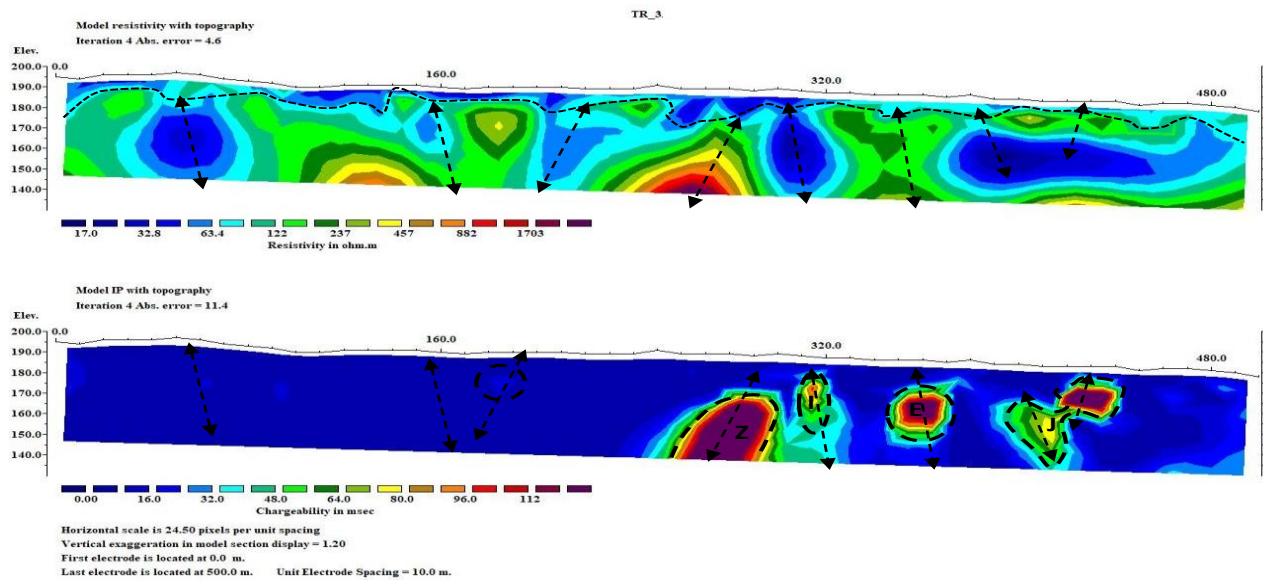 TR_3.
Model resistivity with topography
Iteration 4 Abs. error = 4.6
Elev.
200.0 0.0 160.0 320.0 480.0
190.0
180.0
170.0
160.0
150.0
140.0
17.0 32.8 63.4 122 237 457 882 1703
Resistivity in ohm.m
Model IP with topography
Iteration 4 Abs. error = 11.4
Elev.
200.0 0.0 160.0 320.0 480.0
190.0
180.0
170.0
160.0
150.0
140.0
Z E J
0.00 16.0 32.0 48.0 64.0 80.0 96.0 112
Chargeability in msec
Horizontal scale is 24.50 pixels per unit spacing
Vertical exaggeration in model section display = 1.20
First electrode is located at 0.0 m.
Last electrode is located at 500.0 m. Unit Electrode Spacing = 10.0 m.